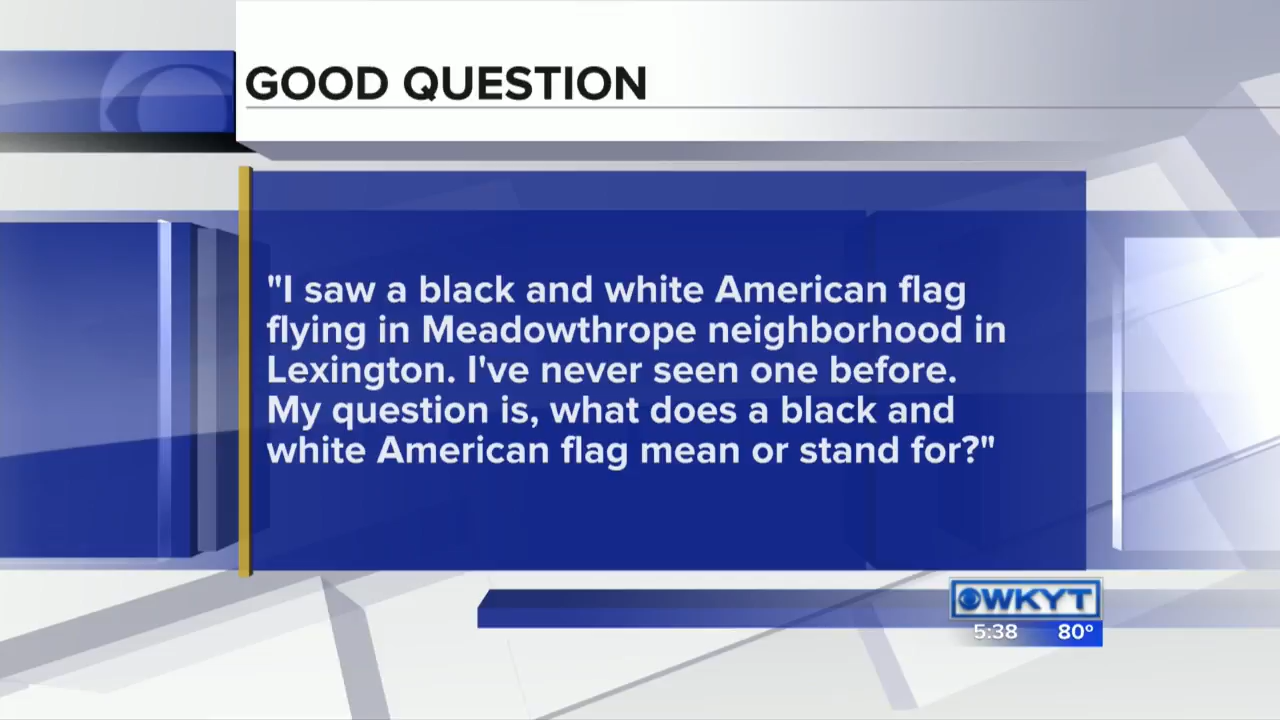 GOOD QUESTION
"I saw a black and white American flag
flying in Meadowthrope neighborhood in
Lexington. I've never seen one before.
My question is, what does a black and
white American flag mean or stand for?"
WKYT
5:38 80°